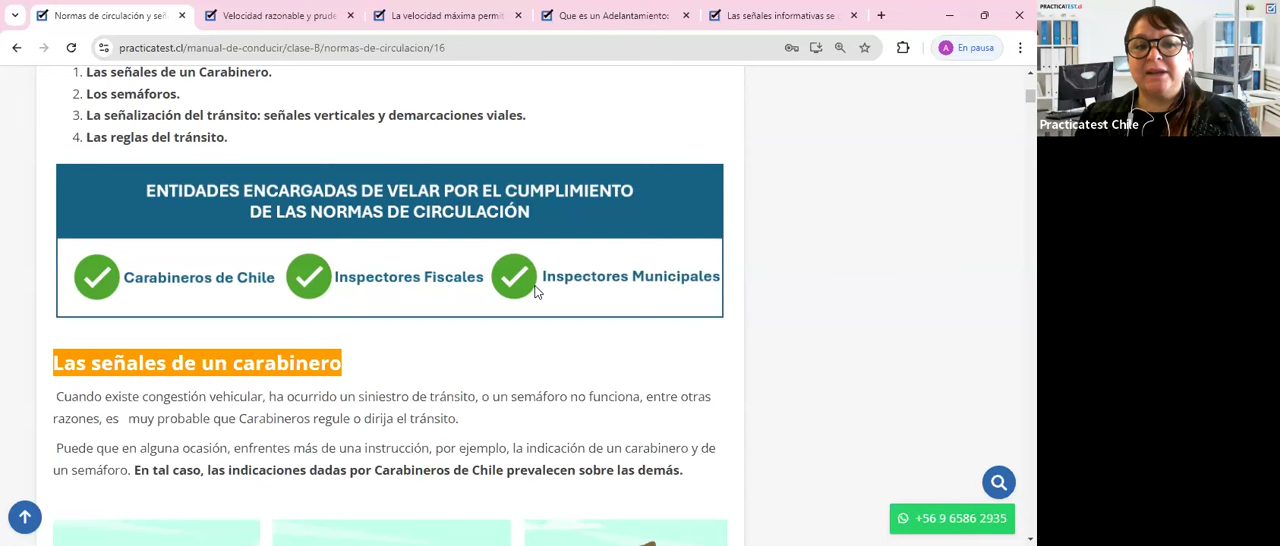 Normas de circulación y señ
Velocidad razonable y prude
La velocidad máxima permit
Que es un Adelantamiento:
Las señales informativas se
practicatest.cl/manual-de-conducir/clase-B/normas-de-circulacion/16
A En pausa
PRACTICATEST.CL
Practicatest Chile
1. Las señales de un Carabinero.
2. Los semáforos.
3. La señalización del tránsito: señales verticales y demarcaciones viales.
4. Las reglas del tránsito.
ENTIDADES ENCARGADAS DE VELAR POR EL CUMPLIMIENTO
DE LAS NORMAS DE CIRCULACIÓN
Carabineros de Chile
Inspectores Fiscales
Inspectores Municipales
Las señales de un carabinero
Cuando existe congestión vehicular, ha ocurrido un siniestro de tránsito, o un semáforo no funciona, entre otras
razones, es muy probable que Carabineros regule o dirija el tránsito.
Puede que en alguna ocasión, enfrentes más de una instrucción, por ejemplo, la indicación de un carabinero y de
un semáforo. En tal caso, las indicaciones dadas por Carabineros de Chile prevalecen sobre las demás.
+56 9 6586 2935